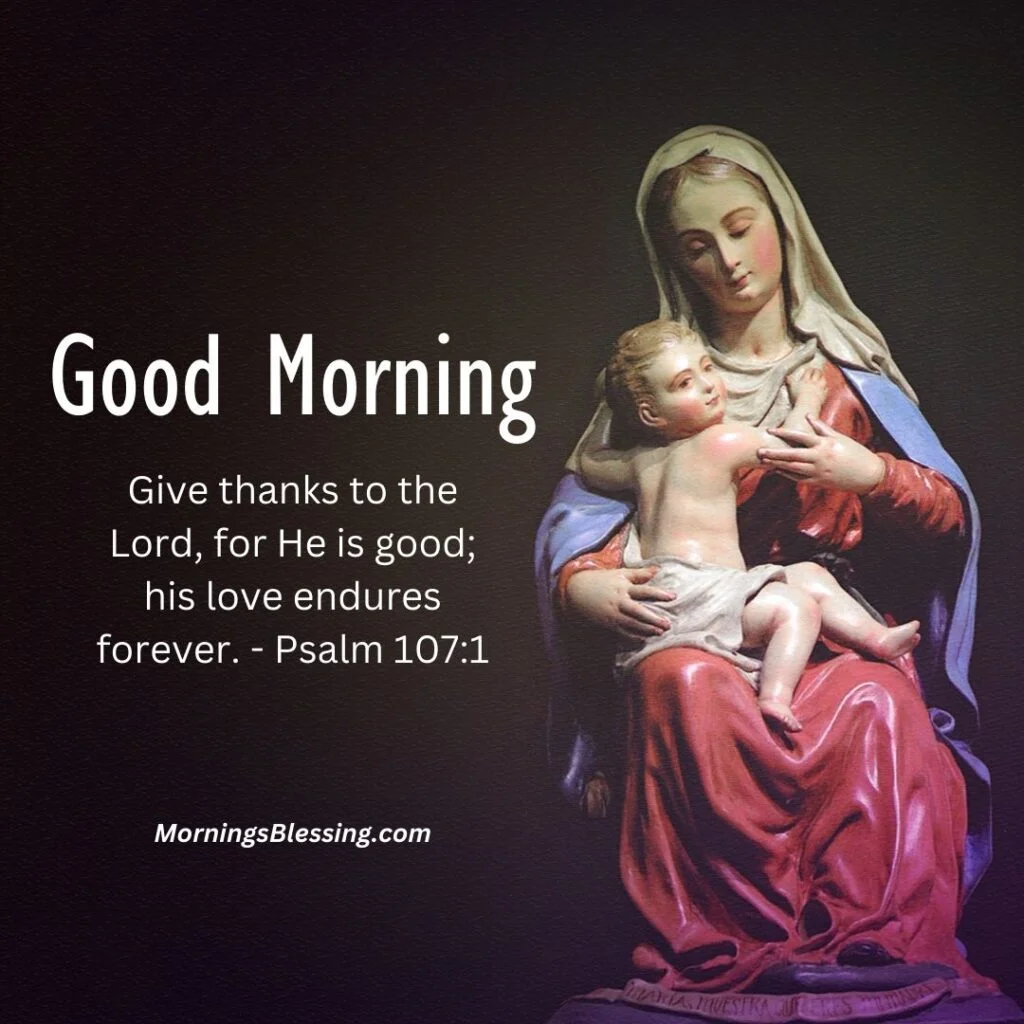 Good Morning
Give thanks to the
Lord, for He is good;
his love endures
forever. - Psalm 107:1
MorningsBlessing.com